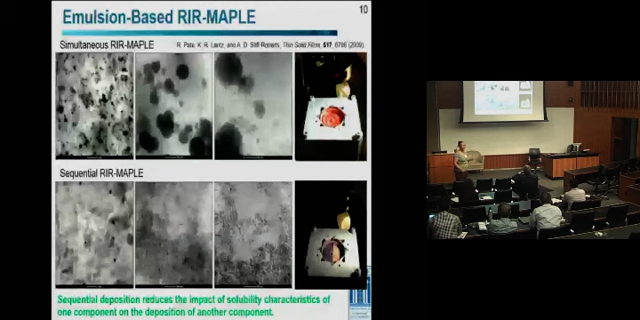 10
Emulsion-Based RIR-MAPLE
Simultaneous RIR-MAPLE
R. Pate, K. R. Lantz, and A. D. Stiff-Roberts, Thin Solid Films, 517, 6798 (2009)
Sequential RIR-MAPLE
Sequential deposition reduces the impact of solubility characteristics of
one component on the deposition of another component.